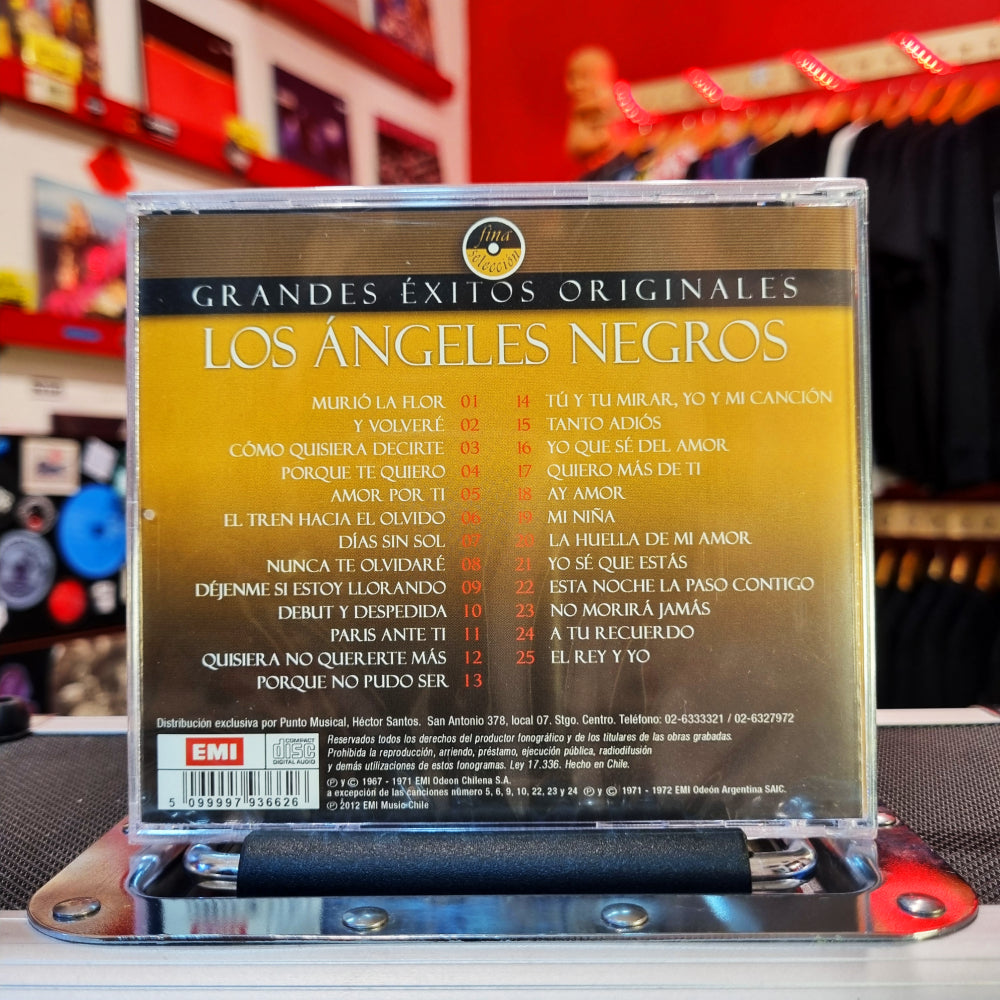 fina
selección
GRANDES ÉXITOS ORIGINALES
LOS ÁNGELES NEGROS
MURIÓ LA FLOR 01
Y VOLVERÉ 02
CÓMO QUISIERA DECIRTE 03
PORQUE TE QUIERO 04
AMOR POR TI 05
EL TREN HACIA EL OLVIDO 06
DÍAS SIN SOL 07
NUNCA TE OLVIDARÉ 08
DÉJENME SI ESTOY LLORANDO 09
DEBUT Y DESPEDIDA 10
PARIS ANTE TI 11
QUISIERA NO QUERERTE MÁS 12
PORQUE NO PUDO SER 13
14 TÚ Y TU MIRAR, YO Y MI CANCIÓN
15 TANTO ADIÓS
16 YO QUE SÉ DEL AMOR
17 QUIERO MÁS DE TI
18 AY AMOR
19 MI NIÑA
20 LA HUELLA DE MI AMOR
21 YO SÉ QUE ESTÁS
22 ESTA NOCHE LA PASO CONTIGO
23 NO MORIRÁ JAMÁS
24 A TU RECUERDO
25 EL REY Y YO
Distribución exclusiva por Punto Musical, Héctor Santos. San Antonio 378, local 07. Stgo. Centro. Teléfono: 02-6333321 / 02-6327972
EMI
COMPACT
disc
DIGITAL AUDIO
5 099997 936626
Reservados todos los derechos del productor fonográfico y de los titulares de las obras grabadas.
Prohibida la reproducción, arriendo, préstamo, ejecución pública, radiodifusión
y demás utilizaciones de estos fonogramas. Ley 17.336. Hecho en Chile.
℗ y © 1967 - 1971 EMI Odeon Chilena S.A.
a excepción de las canciones número 5, 6, 9, 10, 22, 23 y 24 ℗ y © 1971 - 1972 EMI Odeón Argentina SAIC.
℗ 2012 EMI Music Chile